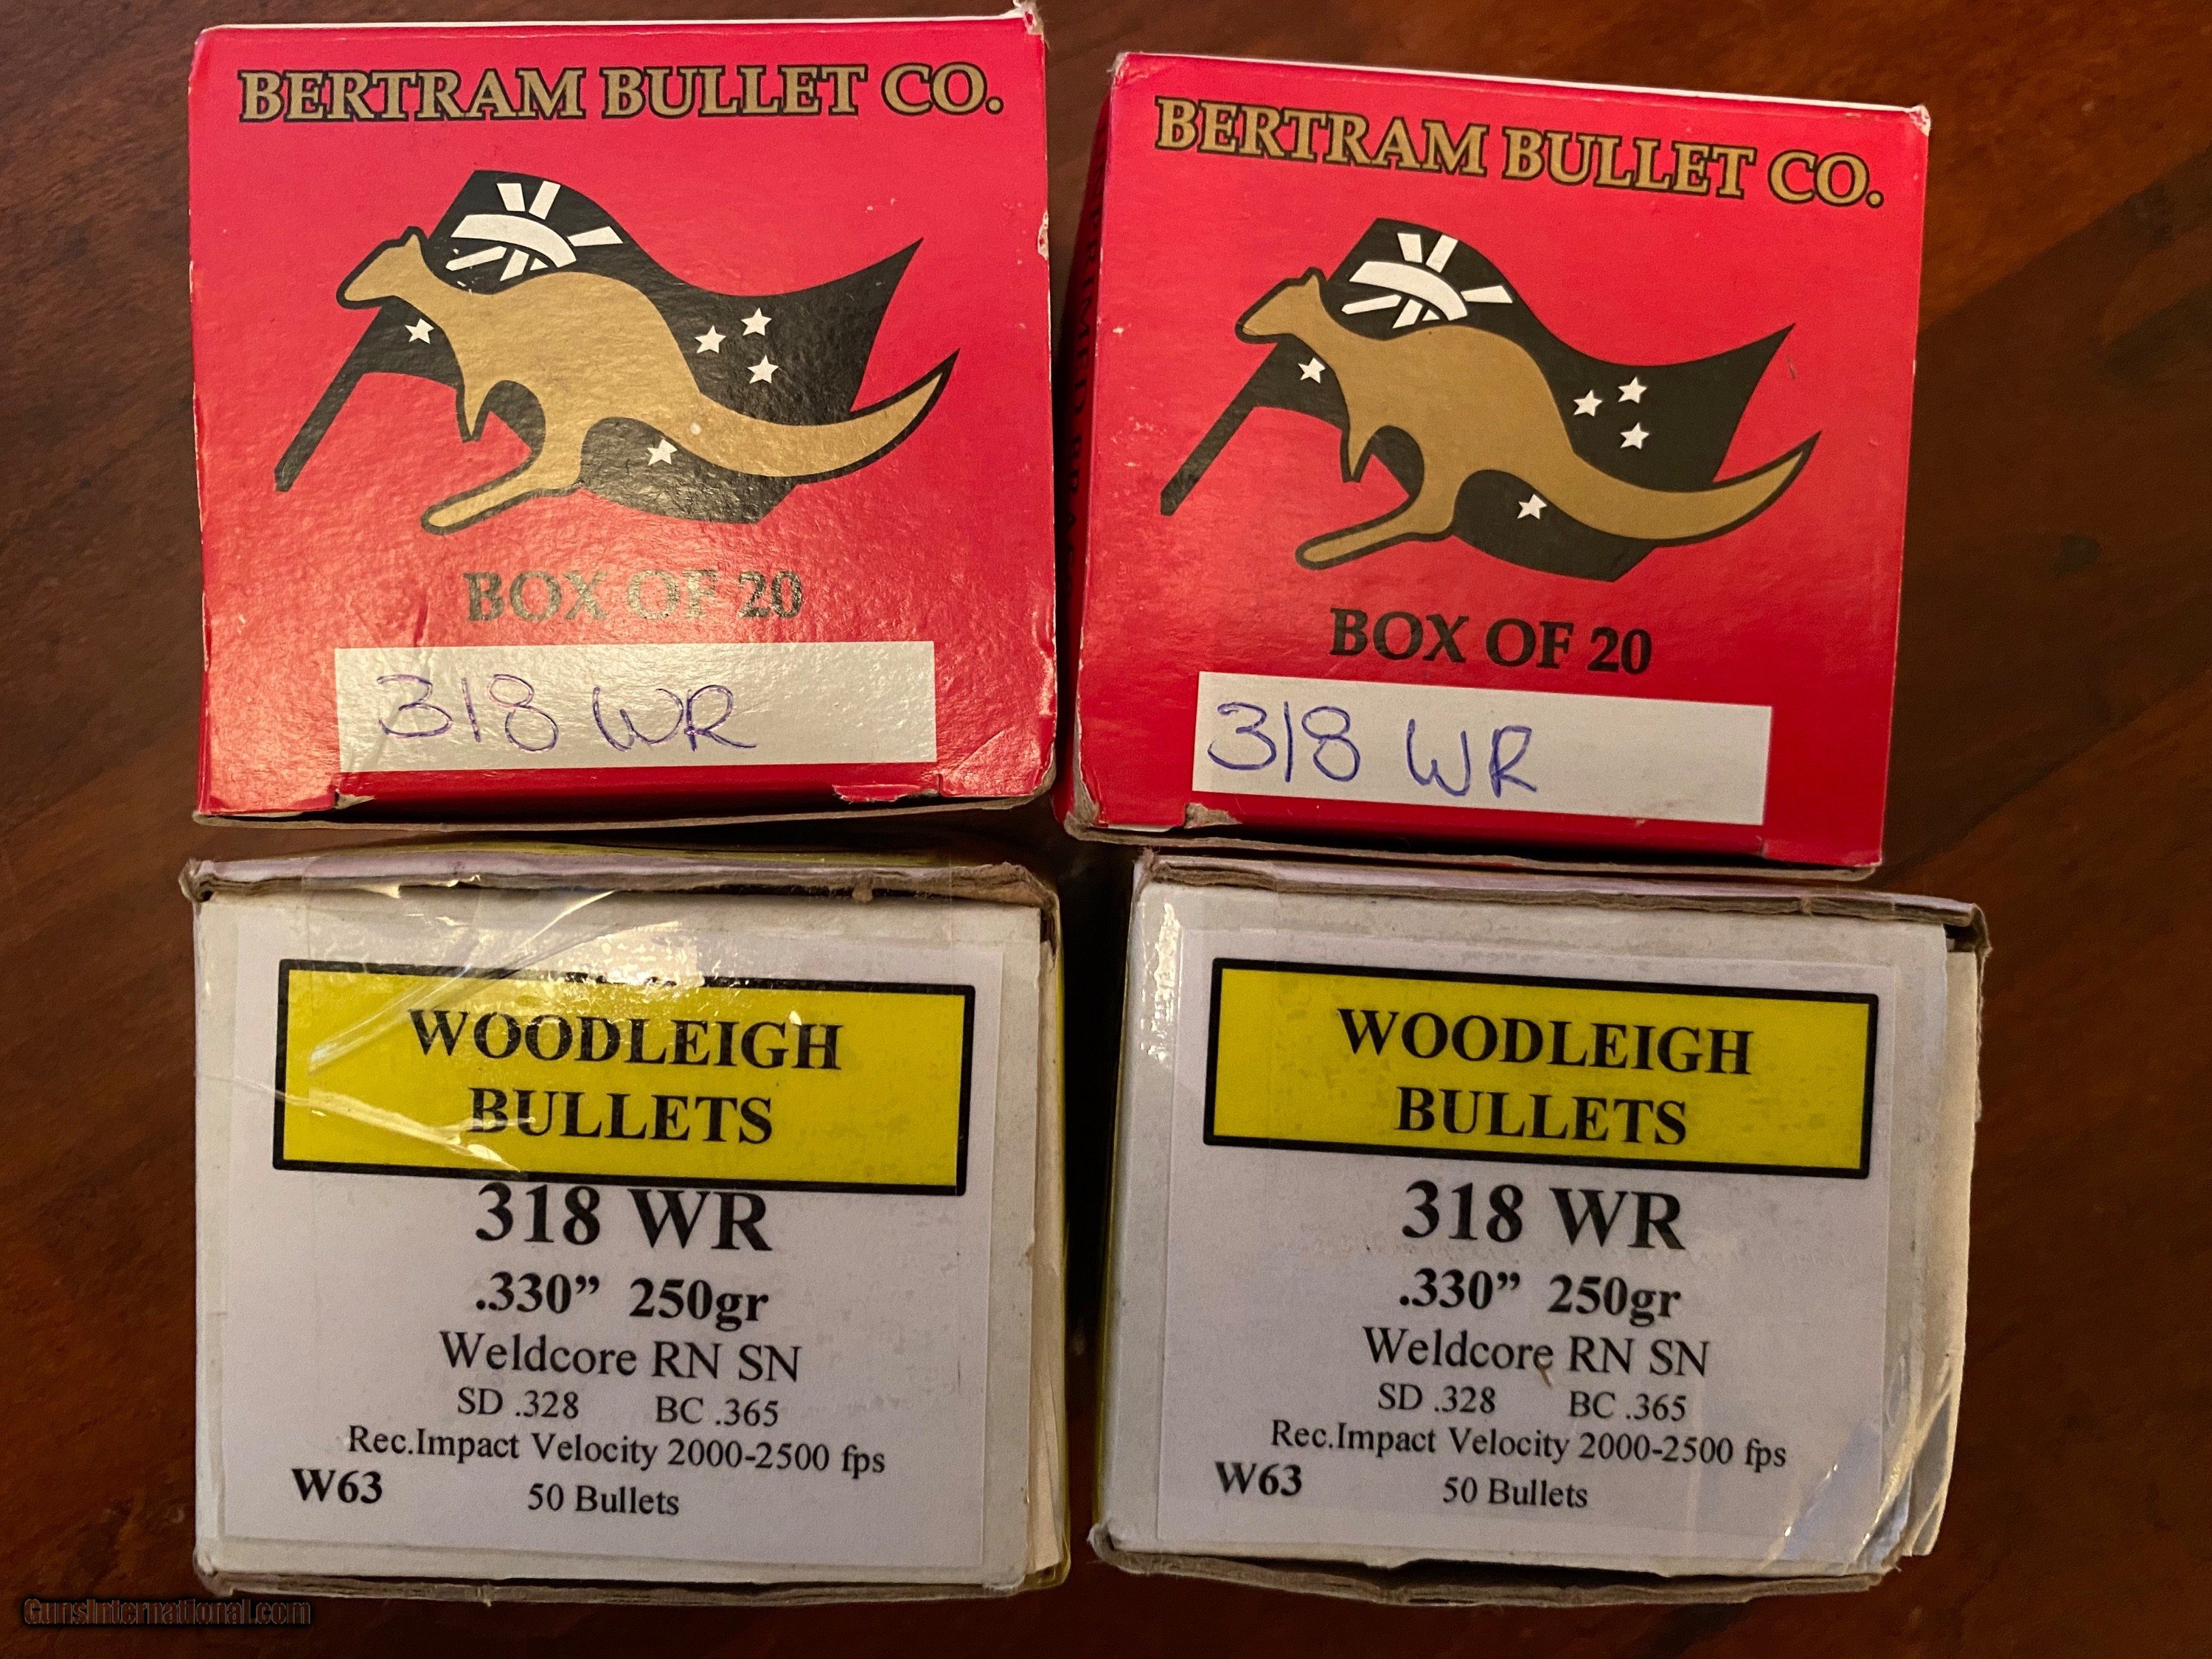 BERTRAM BULLET CO.
BOX OF 20
318 WR
BERTRAM BULLET CO.
BOX OF 20
318 WR
WOODLEIGH
BULLETS
318 WR
.330” 250gr
Weldcore RN SN
SD .328 BC .365
Rec.Impact Velocity 2000-2500 fps
W63 50 Bullets
WOODLEIGH
BULLETS
318 WR
.330” 250gr
Weldcore RN SN
SD .328 BC .365
Rec.Impact Velocity 2000-2500 fps
W63 50 Bullets
GunsInternational.com